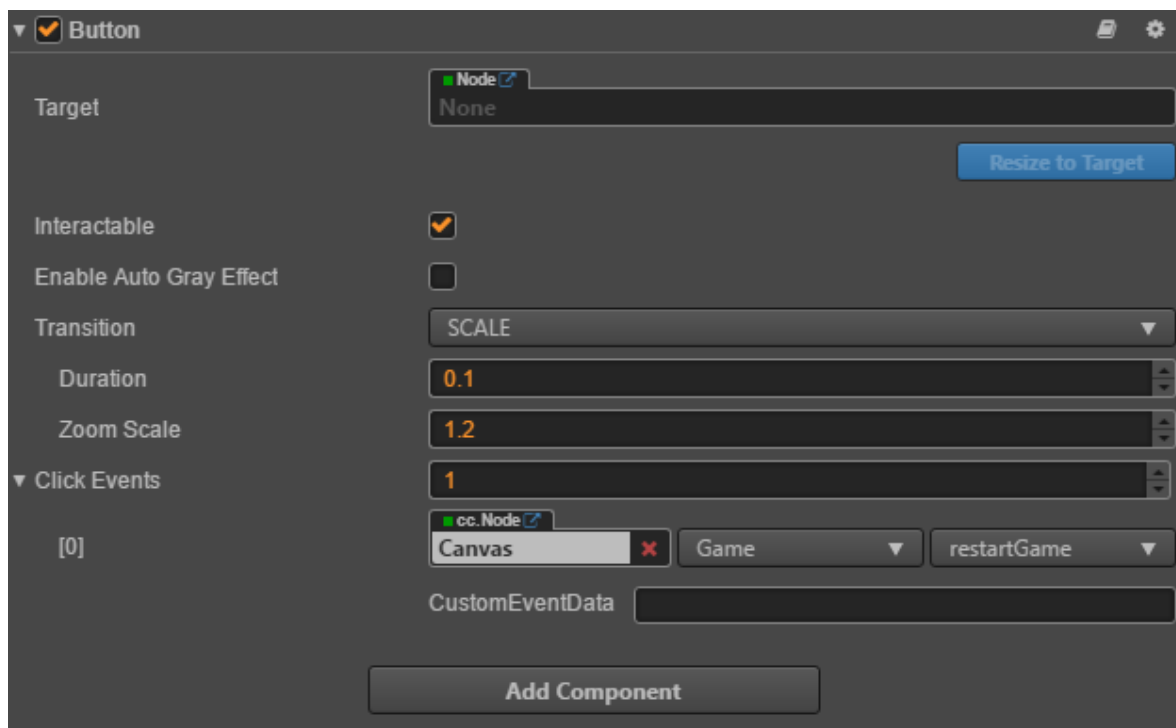 Button
Node
Target
None
Resize to Target
Interactable
Enable Auto Gray Effect
Transition SCALE
Duration 0.1
Zoom Scale 1.2
Click Events 1
cc.Node
[0] Canvas Game restartGame
CustomEventData
Add Component